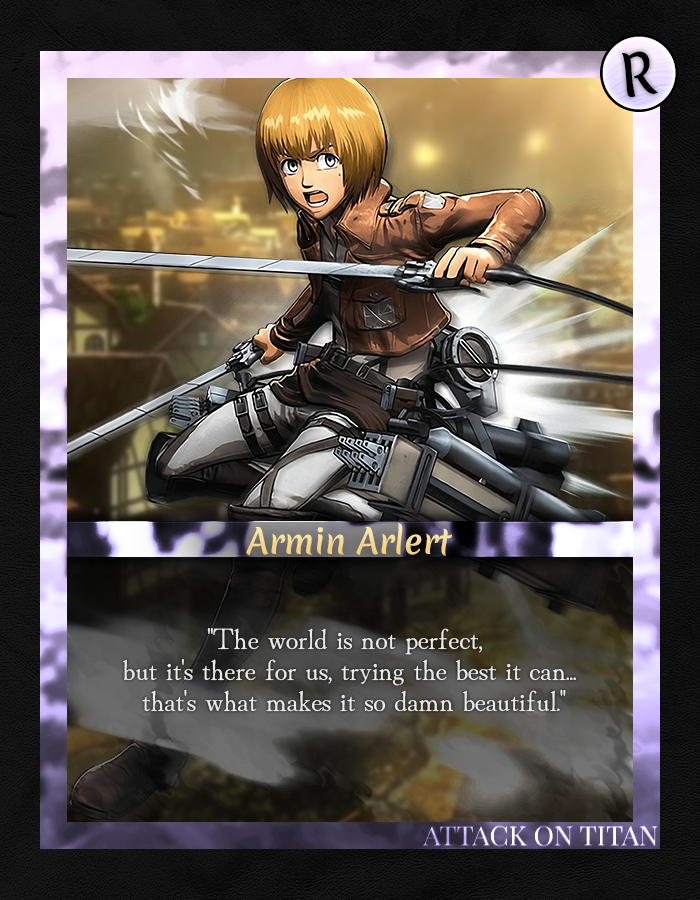 R
Armin Arlert
"The world is not perfect,
but it's there for us, trying the best it can...
that's what makes it so damn beautiful."
ATTACK ON TITAN